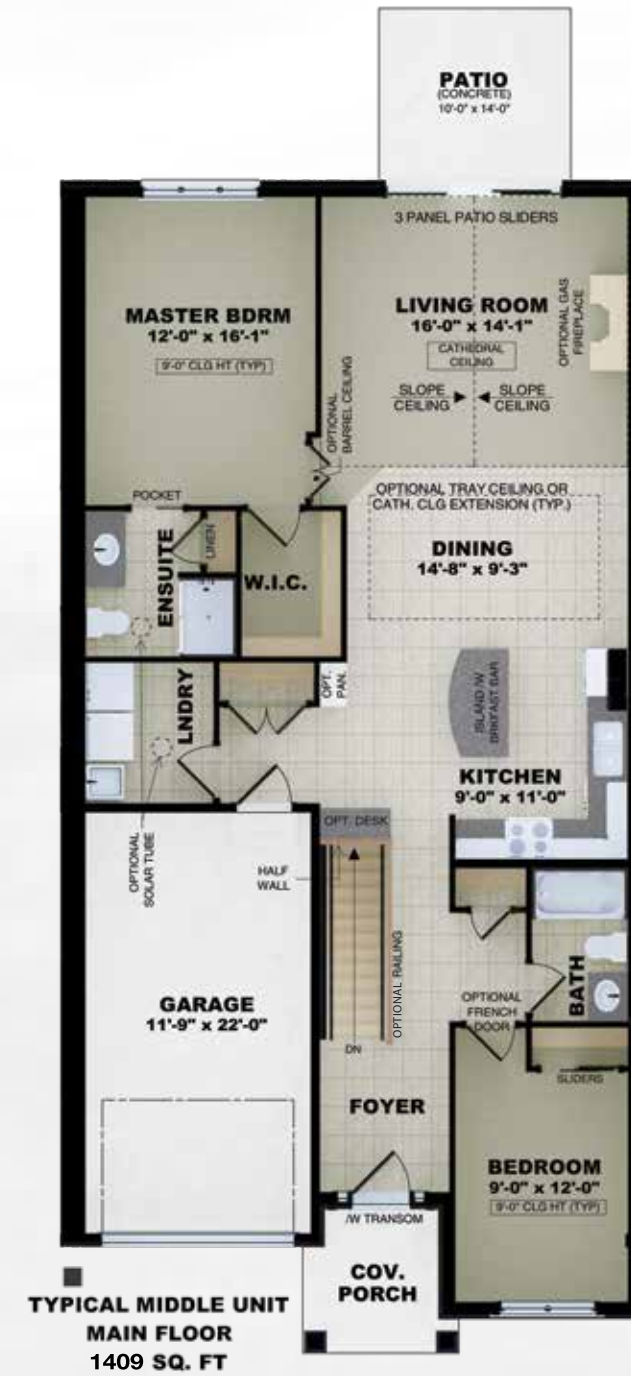 PATIO
(CONCRETE)
10'-0" x 14'-0"
3 PANEL PATIO SLIDERS
MASTER BDRM
12'-0" x 16'-1"
9'-0" CLG HT (TYP)
LIVING ROOM
16'-0" x 14'-1"
CATHEDRAL
CEILING
SLOPE
CEILING
SLOPE
CEILING
OPTIONAL GAS
FIREPLACE
OPTIONAL
BARREL CEILING
POCKET
OPTIONAL TRAY CEILING OR
CATH. CLG EXTENSION (TYP.)
DINING
14'-8" x 9'-3"
ENSUITE
LINEN
W.I.C.
LNDRY
OPT.
PAN.
ISLAND /W
BRKFAST BAR
KITCHEN
9'-0" x 11'-0"
OPT. DESK
OPTIONAL
SOLAR TUBE
HALF
WALL
OPTIONAL RAILING
GARAGE
11'-9" x 22'-0"
BATH
OPTIONAL
FRENCH
DOOR
DN
SLIDERS
FOYER
BEDROOM
9'-0" x 12'-0"
9'-0" CLG HT (TYP)
/W TRANSOM
COV.
PORCH
TYPICAL MIDDLE UNIT
MAIN FLOOR
1409 SQ. FT